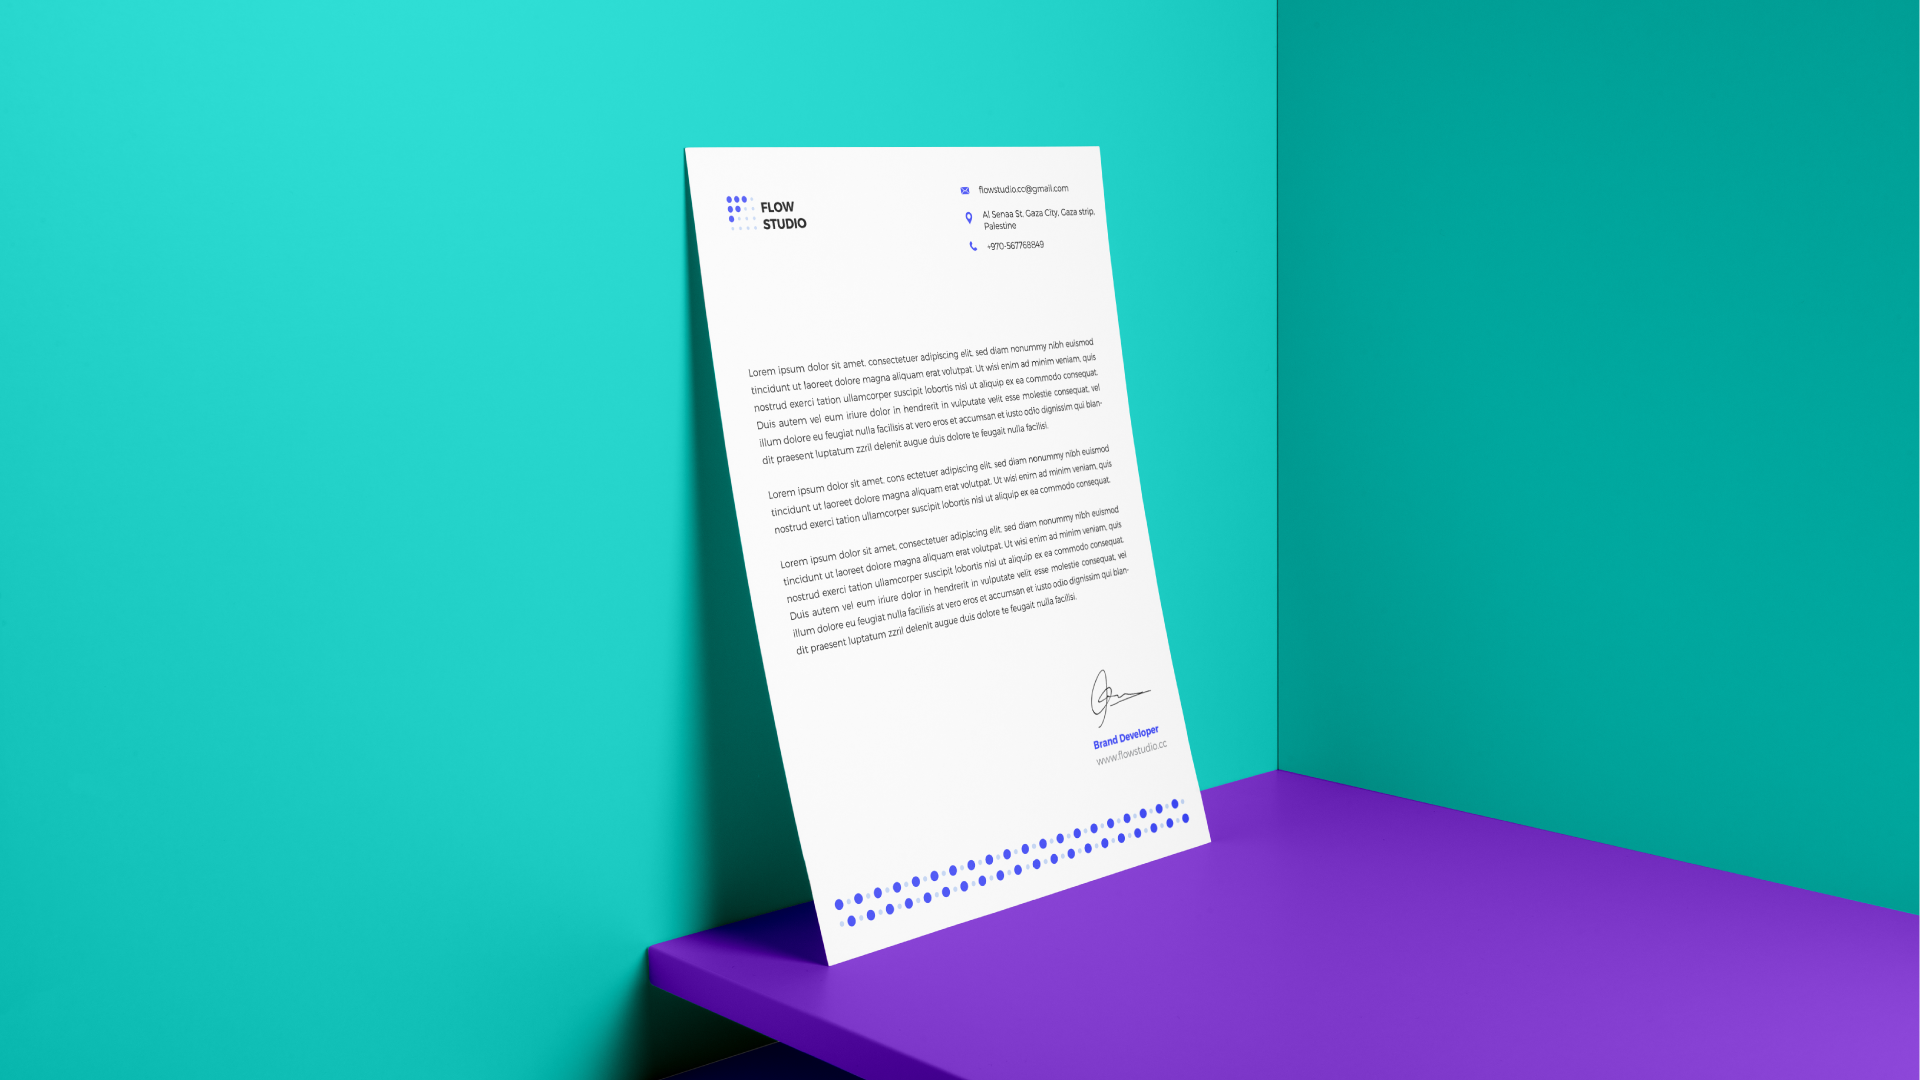 FLOW
STUDIO
flowstudio.cc@gmail.com
Al Senaa St, Gaza City, Gaza strip,
Palestine
+970-567768849
Lorem ipsum dolor sit amet, consectetuer adipiscing elit, sed diam nonummy nibh euismod
tincidunt ut laoreet dolore magna aliquam erat volutpat. Ut wisi enim ad minim veniam, quis
nostrud exerci tation ullamcorper suscipit lobortis nisl ut aliquip ex ea commodo consequat.
Duis autem vel eum iriure dolor in hendrerit in vulputate velit esse molestie consequat, vel
illum dolore eu feugiat nulla facilisis at vero eros et accumsan et iusto odio dignissim qui blan-
dit praesent luptatum zzril delenit augue duis dolore te feugait nulla facilisi.
Lorem ipsum dolor sit amet, cons ectetuer adipiscing elit, sed diam nonummy nibh euismod
tincidunt ut laoreet dolore magna aliquam erat volutpat. Ut wisi enim ad minim veniam, quis
nostrud exerci tation ullamcorper suscipit lobortis nisl ut aliquip ex ea commodo consequat.
Lorem ipsum dolor sit amet, consectetuer adipiscing elit, sed diam nonummy nibh euismod
tincidunt ut laoreet dolore magna aliquam erat volutpat. Ut wisi enim ad minim veniam, quis
nostrud exerci tation ullamcorper suscipit lobortis nisl ut aliquip ex ea commodo consequat.
Duis autem vel eum iriure dolor in hendrerit in vulputate velit esse molestie consequat, vel
illum dolore eu feugiat nulla facilisis at vero eros et accumsan et iusto odio dignissim qui blan-
dit praesent luptatum zzril delenit augue duis dolore te feugait nulla facilisi.
Brand Developer
www.flowstudio.cc